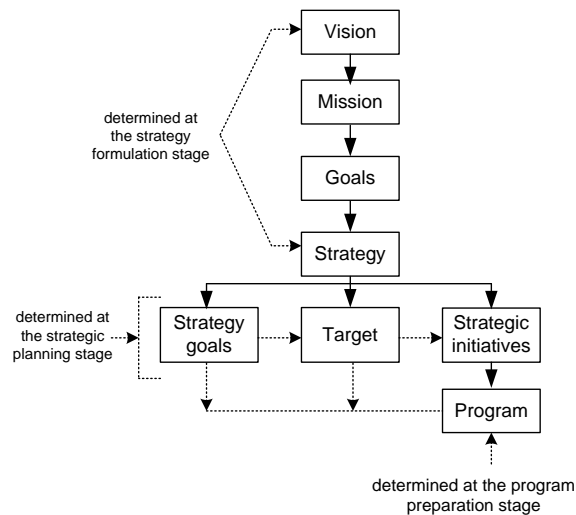 Vision
Mission
determined at
the strategy
formulation stage
Goals
Strategy
determined at
the strategic
planning stage
Strategy
goals
Target
Strategic
initiatives
Program
determined at the program
preparation stage